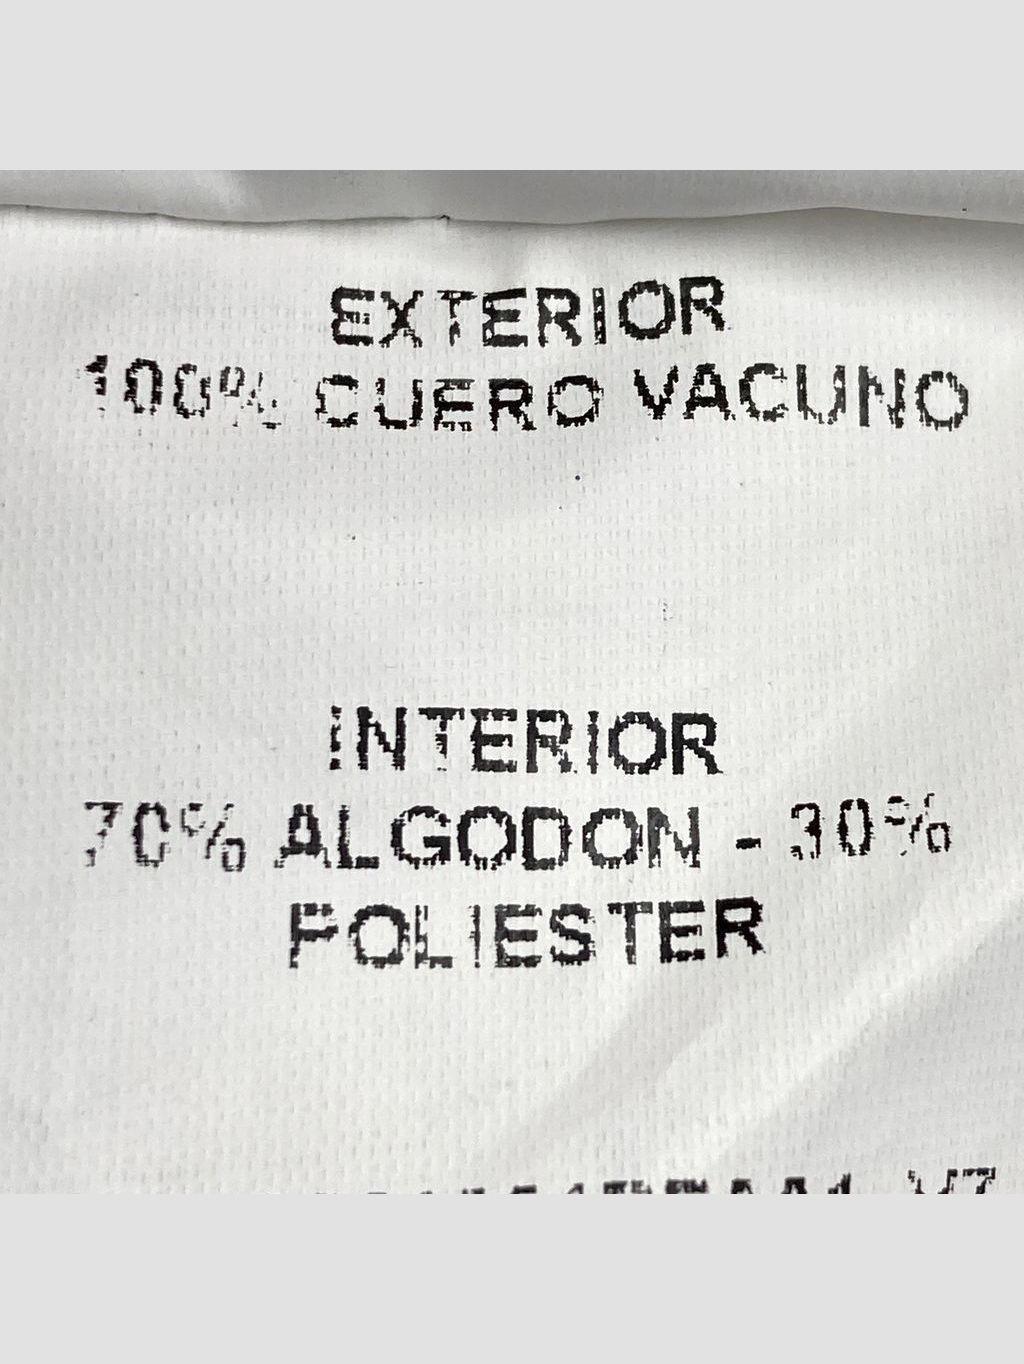 EXTERIOR
100% CUERO VACUNO
INTERIOR
70% ALGODON - 30%
POLIESTER